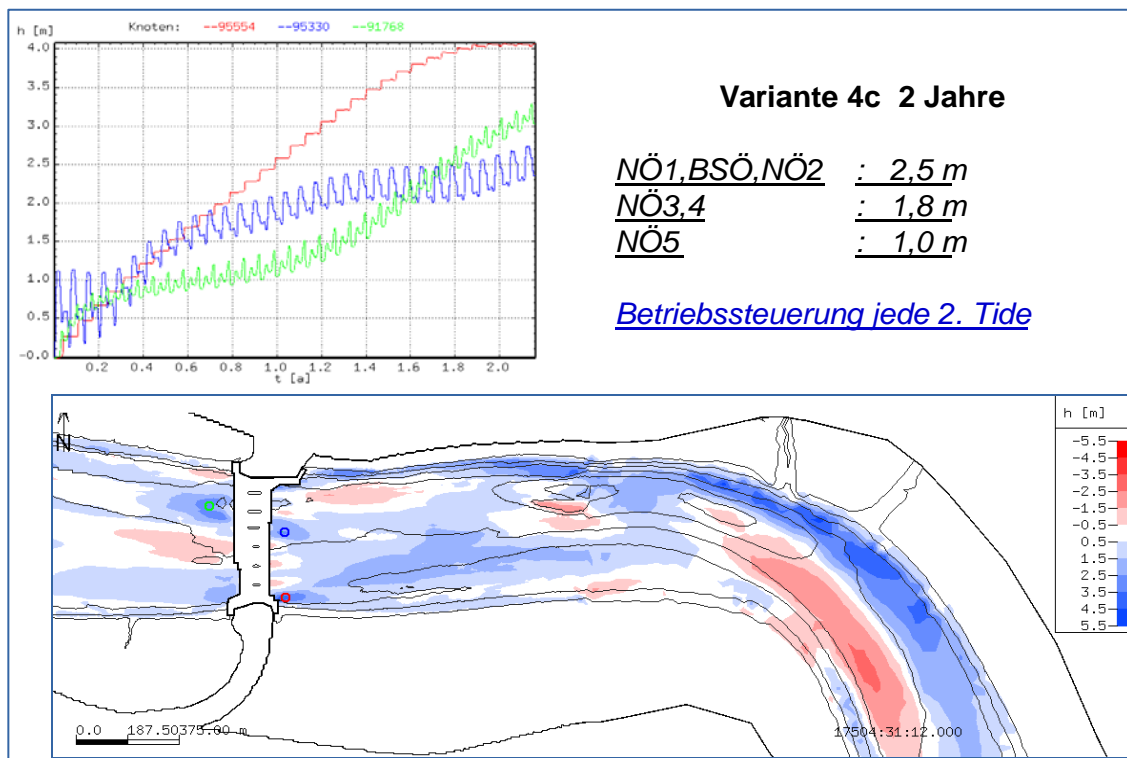 Knoten: --95554 --95330 --91768
h [m]
4.0
3.5
3.0
2.5
2.0
1.5
1.0
0.5
-0.0
0.2 0.4 0.6 0.8 1.0 1.2 1.4 1.6 1.8 2.0
t [a]
Variante 4c 2 Jahre
NÖ1,BSÖ,NÖ2 : 2,5 m
NÖ3,4 : 1,8 m
NÖ5 : 1,0 m
Betriebssteuerung jede 2. Tide
N
h [m]
-5.5
-4.5
-3.5
-2.5
-1.5
-0.5
0.5
1.5
2.5
3.5
4.5
5.5
0.0 187.50375.00 m
17504:31:12.000